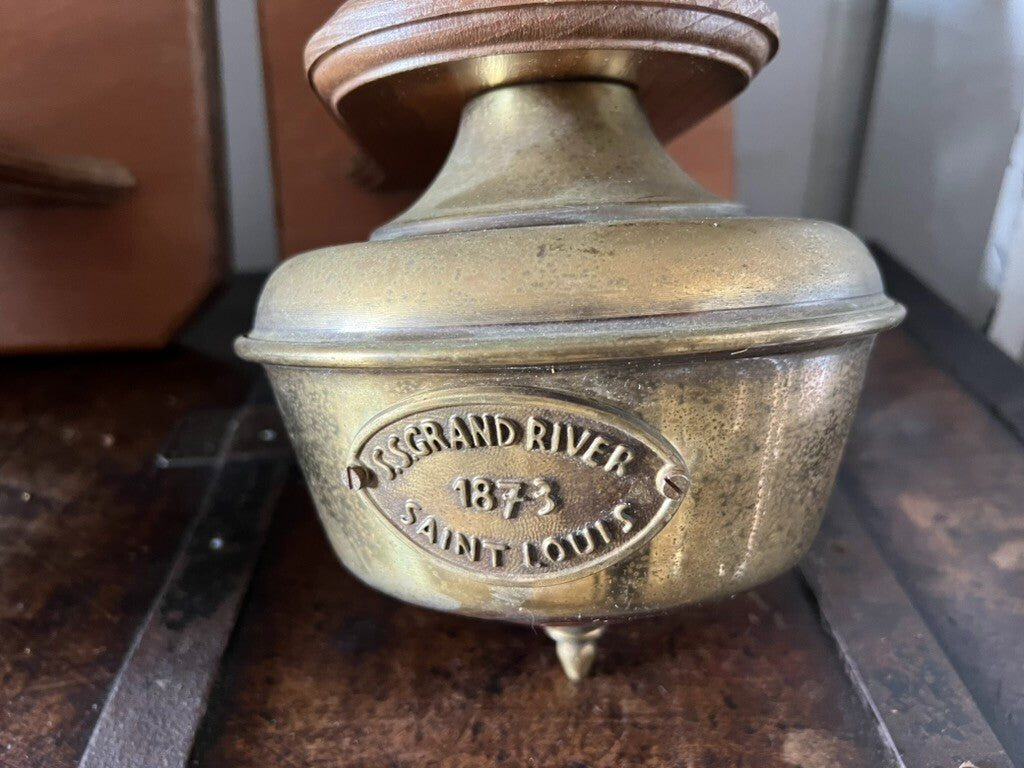 S.S GRAND RIVER
1873
SAINT LOUIS